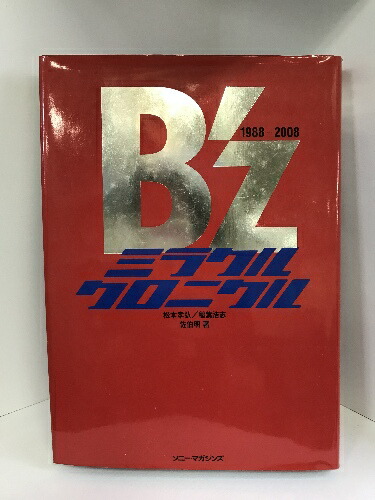 B'z
1988-2008
ミラクル
クロニクル
松本孝弘／稲葉浩志
佐伯明 著
ソニー・マガジンズ